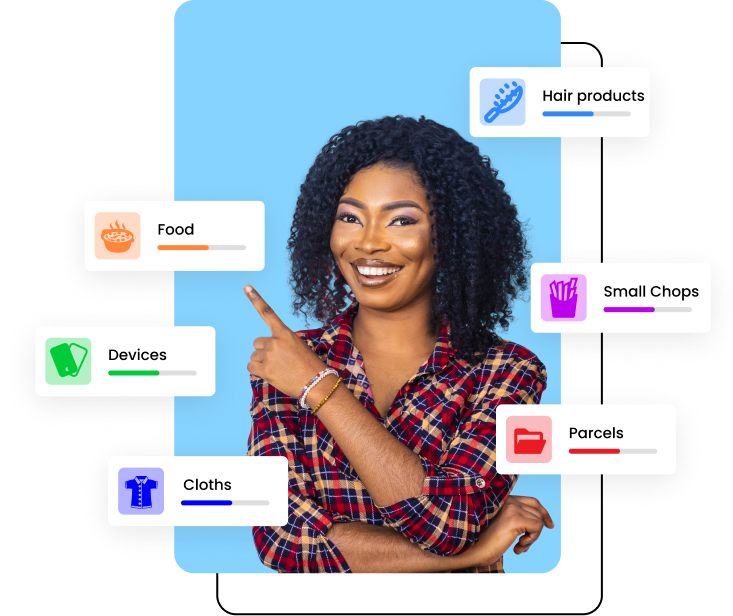 Hair products
Food
Small Chops
Devices
Parcels
Cloths